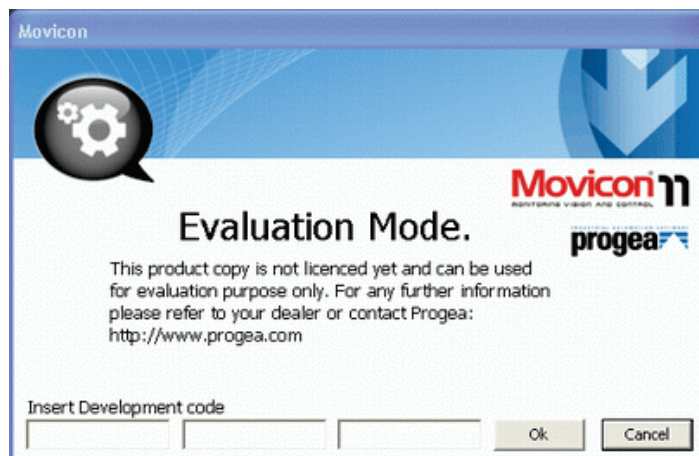 Movicon
Movicon 11
MONITORING VISION AND CONTROL
progea
Evaluation Mode.
This product copy is not licenced yet and can be used
for evaluation purpose only. For any further information
please refer to your dealer or contact Progea:
http://www.progea.com
Insert Development code
Ok
Cancel